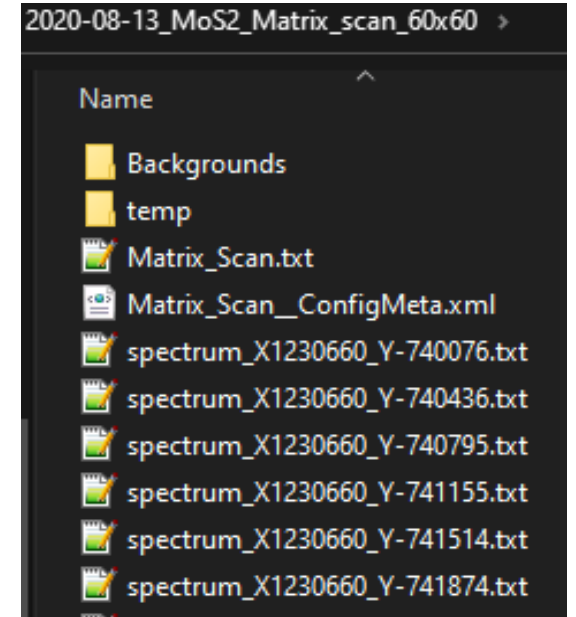 2020-08-13_MoS2_Matrix_scan_60x60 >
Name
Backgrounds
temp
Matrix_Scan.txt
Matrix_Scan__ConfigMeta.xml
spectrum_X1230660_Y-740076.txt
spectrum_X1230660_Y-740436.txt
spectrum_X1230660_Y-740795.txt
spectrum_X1230660_Y-741155.txt
spectrum_X1230660_Y-741514.txt
spectrum_X1230660_Y-741874.txt